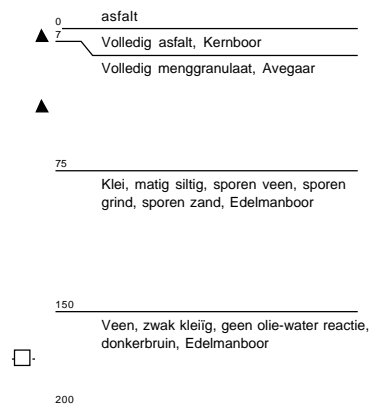 0 asfalt
7 Volledig asfalt, Kernboor
Volledig menggranulaat, Avegaar
75
Klei, matig siltig, sporen veen, sporen
grind, sporen zand, Edelmanboor
150
Veen, zwak kleiïg, geen olie-water reactie,
donkerbruin, Edelmanboor
200